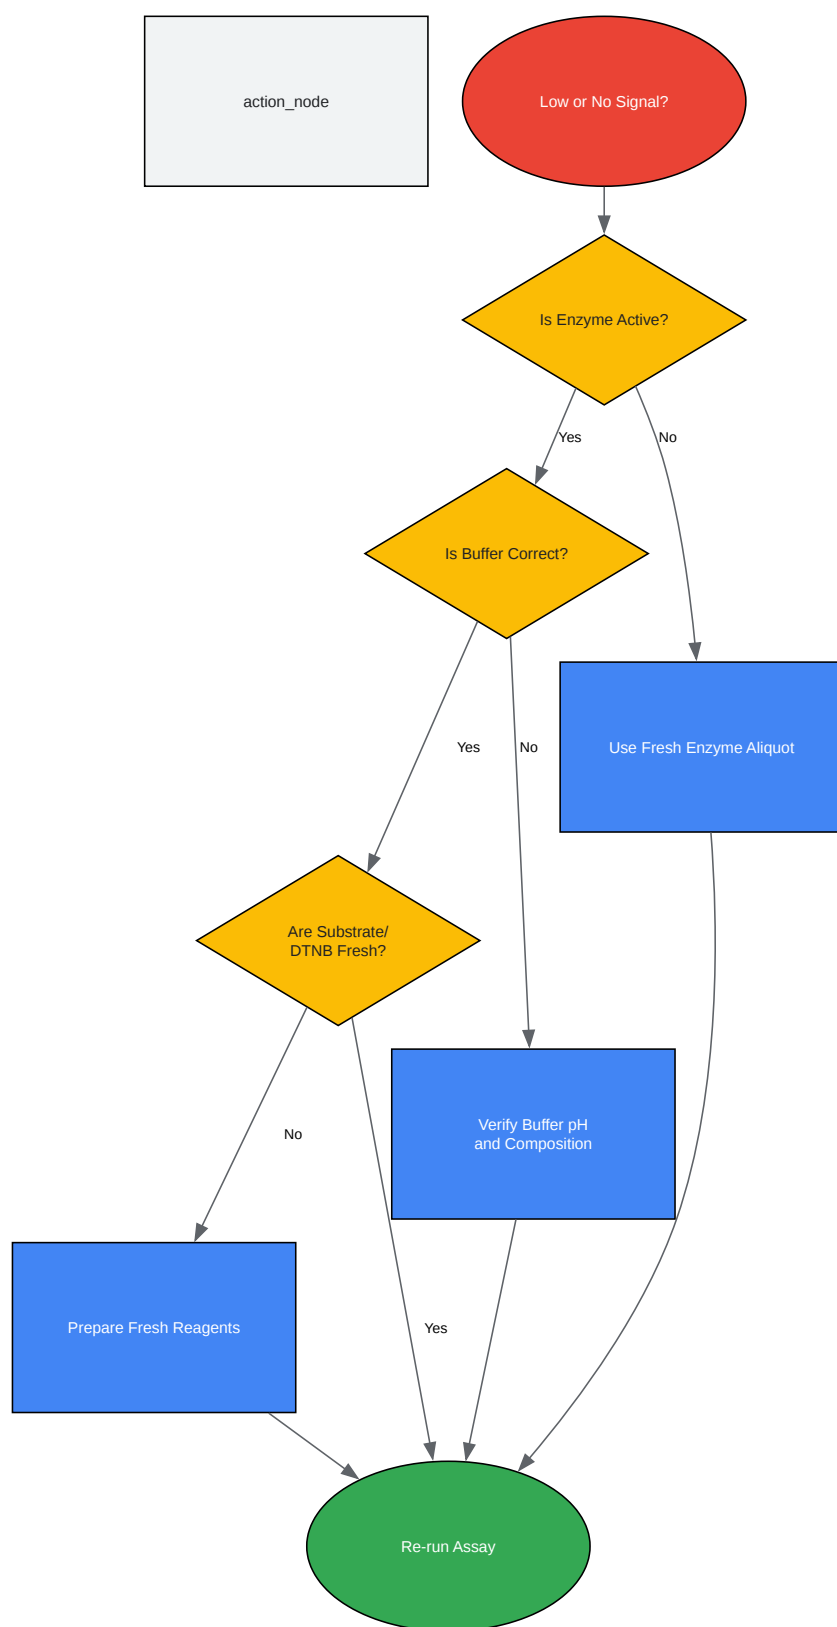 action_node
Low or No Signal?
Is Enzyme Active?
Yes
No
Is Buffer Correct?
Yes
No
Use Fresh Enzyme Aliquot
Are Substrate/
DTNB Fresh?
No
Verify Buffer pH
and Composition
Prepare Fresh Reagents
Yes
Re-run Assay